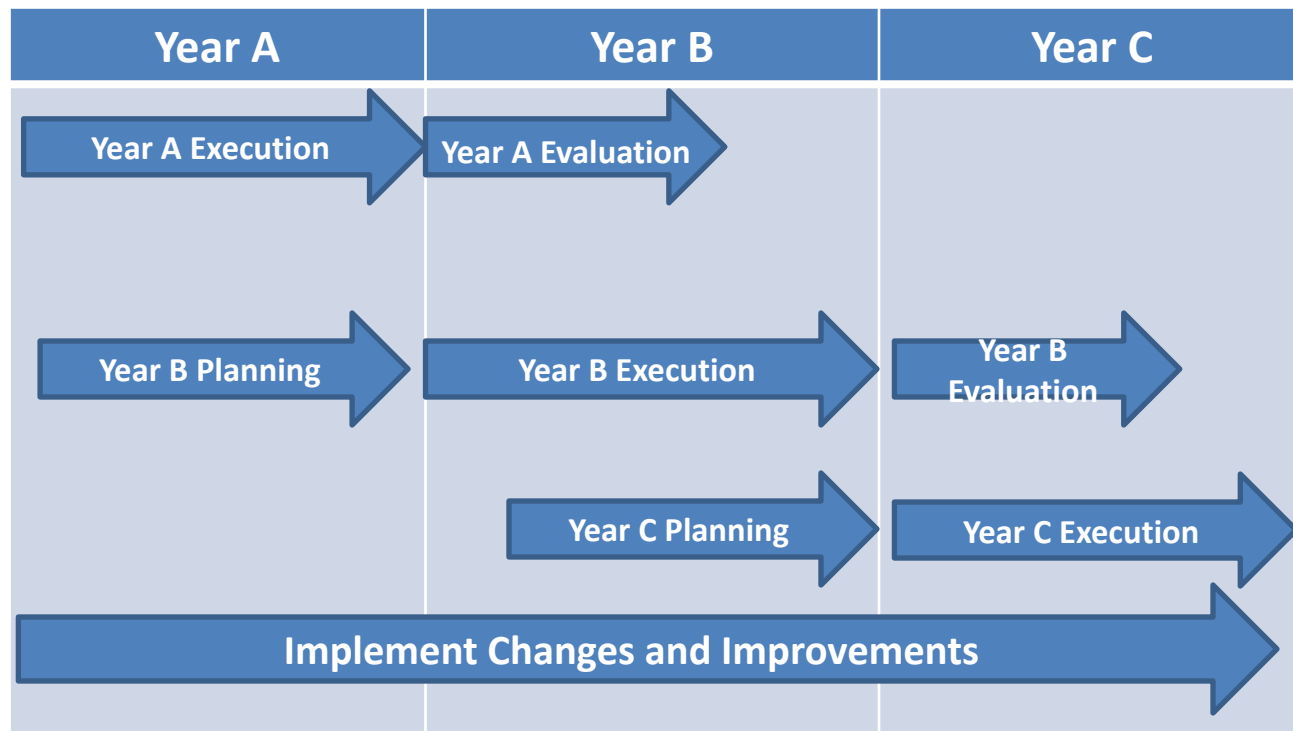 Year A
Year B
Year C
Year A Execution
Year A Evaluation
Year B Planning
Year B Execution
Year B
Evaluation
Year C Planning
Year C Execution
Implement Changes and Improvements